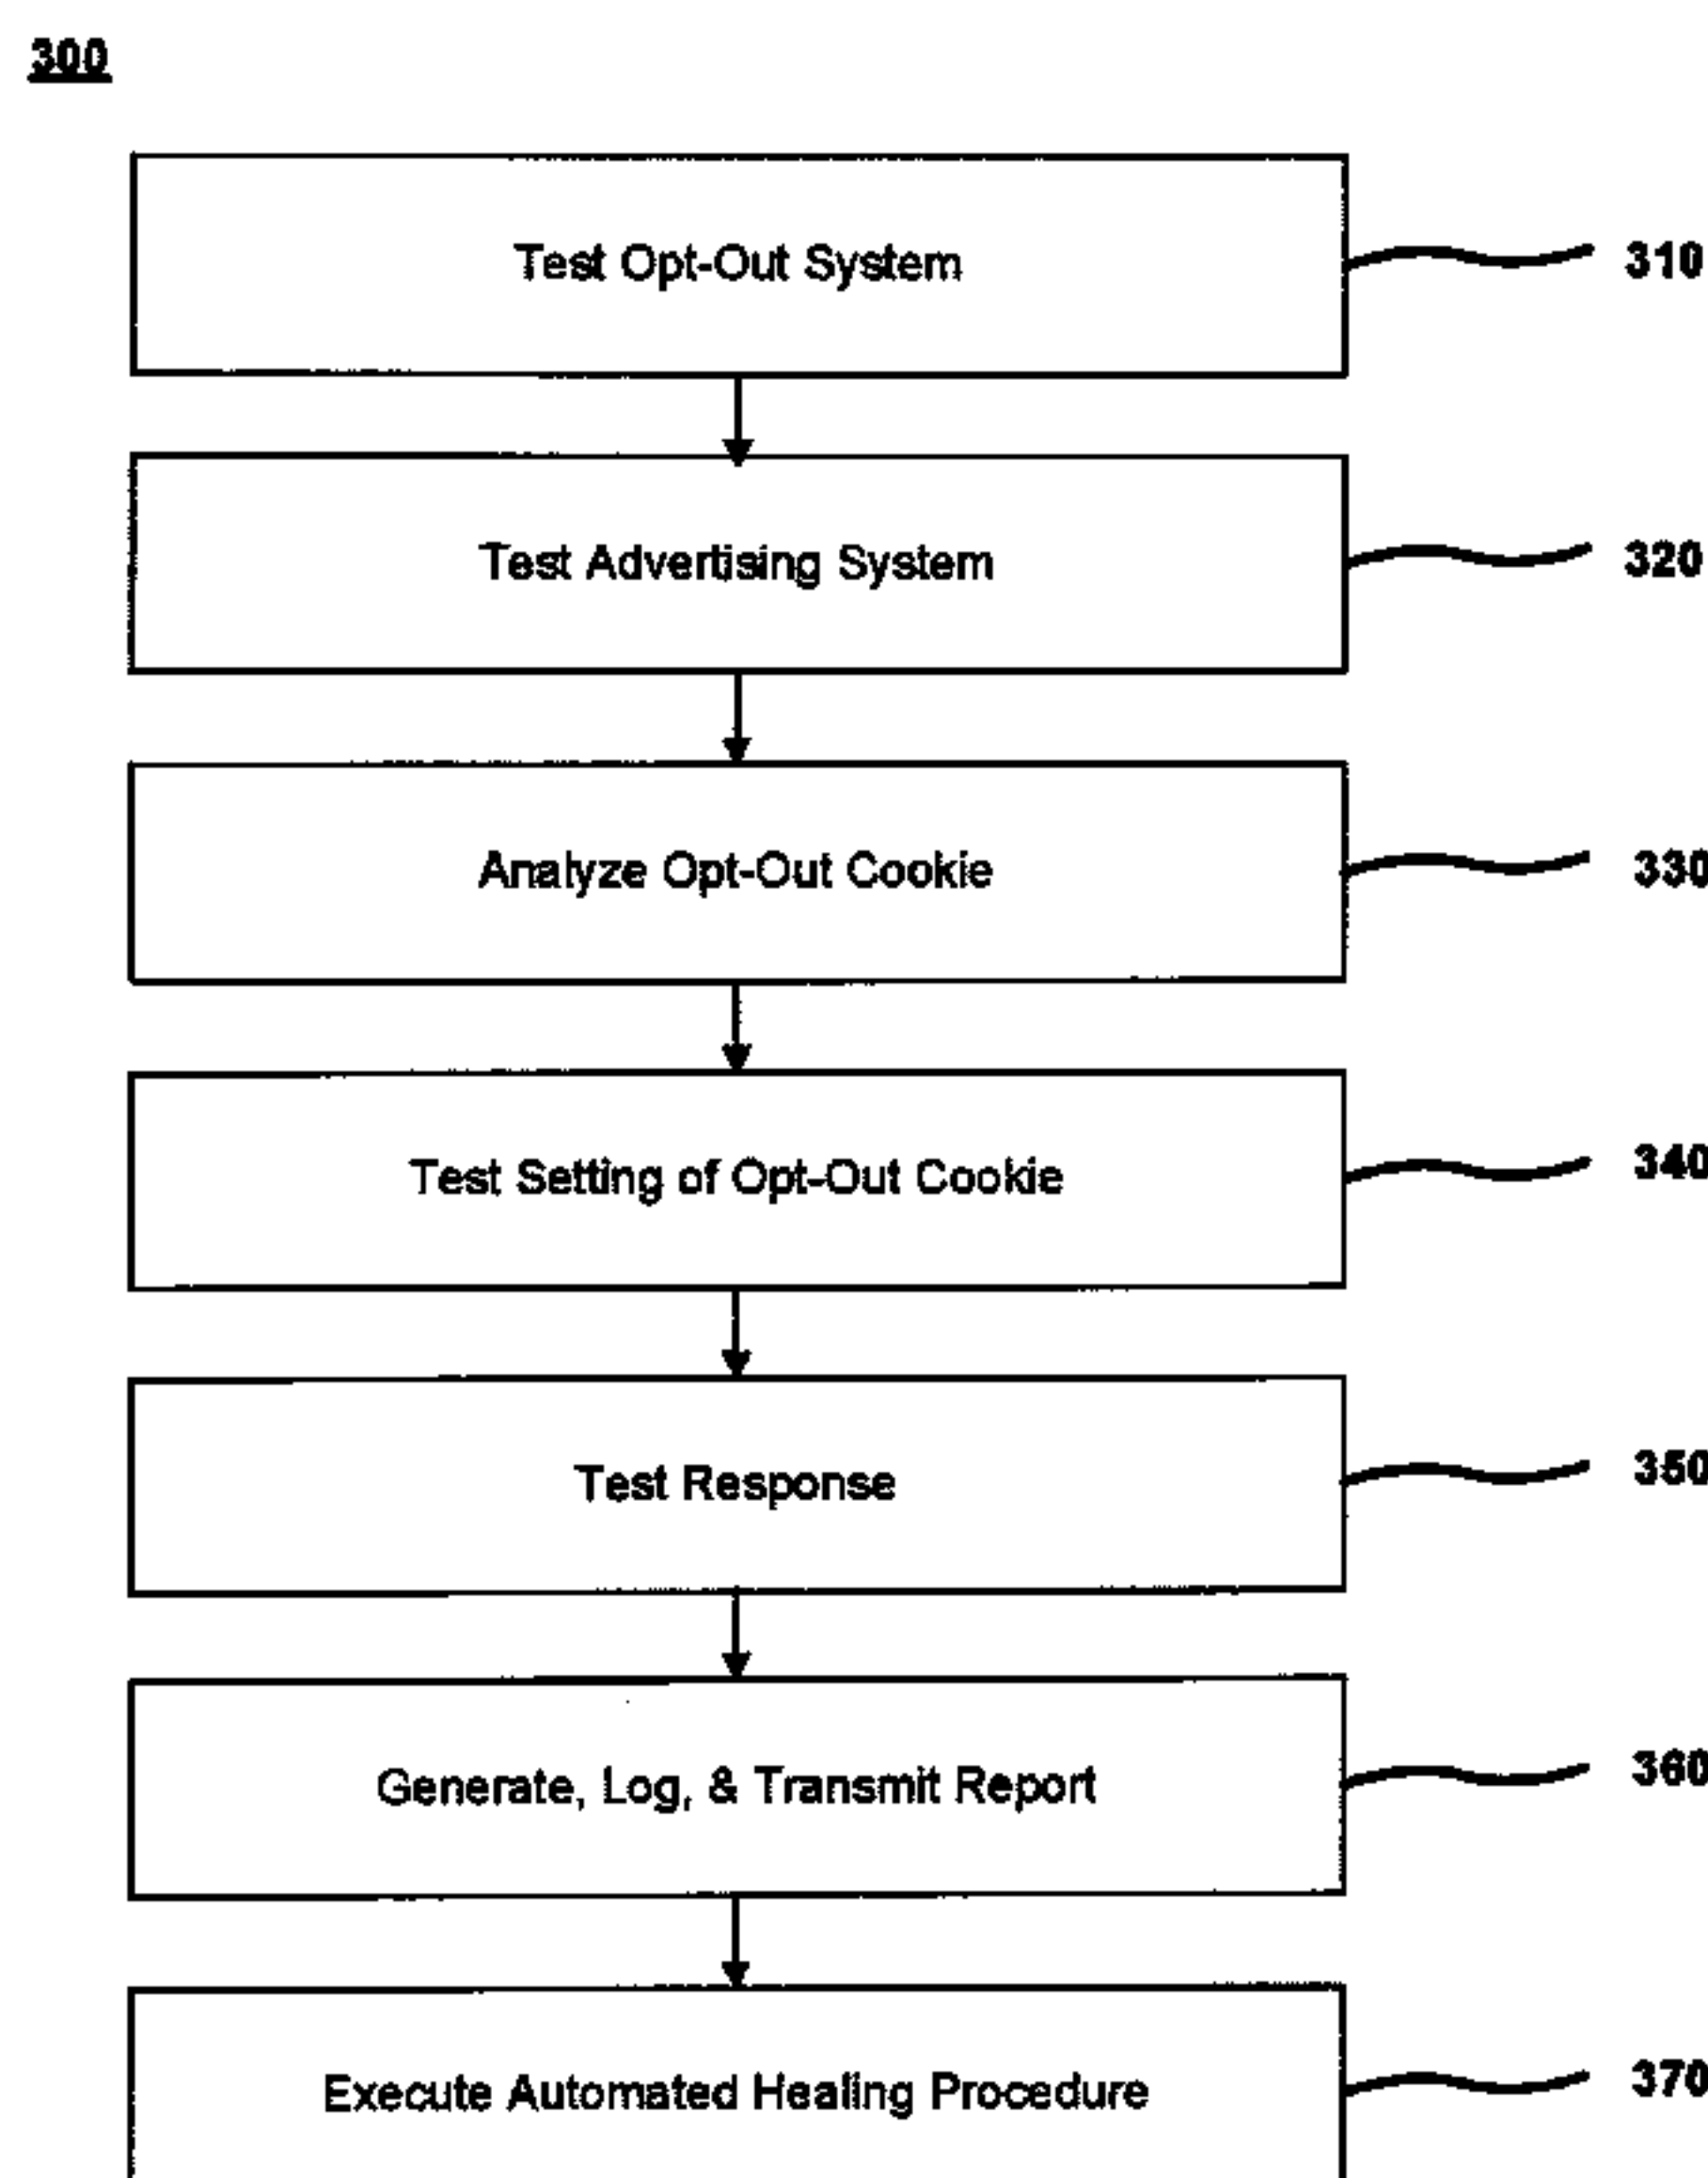 300
Test Opt-Out System
310
Test Advertising System
320
Analyze Opt-Out Cookie
330
Test Setting of Opt-Out Cookie
340
Test Response
350
Generate, Log, & Transmit Report
360
Execute Automated Healing Procedure
370